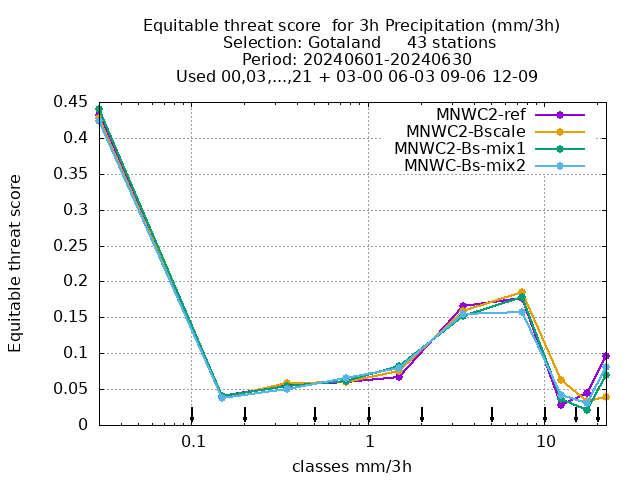 Equitable threat score  for 3h Precipitation (mm/3h)
Selection: Gotaland     43 stations
Period: 20240601-20240630
Used 00,03,...,21 + 03-00 06-03 09-06 12-09
MNWC2-ref
MNWC2-Bscale
MNWC2-Bs-mix1
MNWC-Bs-mix2
Equitable threat score
0.45
0.4
0.35
0.3
0.25
0.2
0.15
0.1
0.05
0
0.1 1 10
classes mm/3h